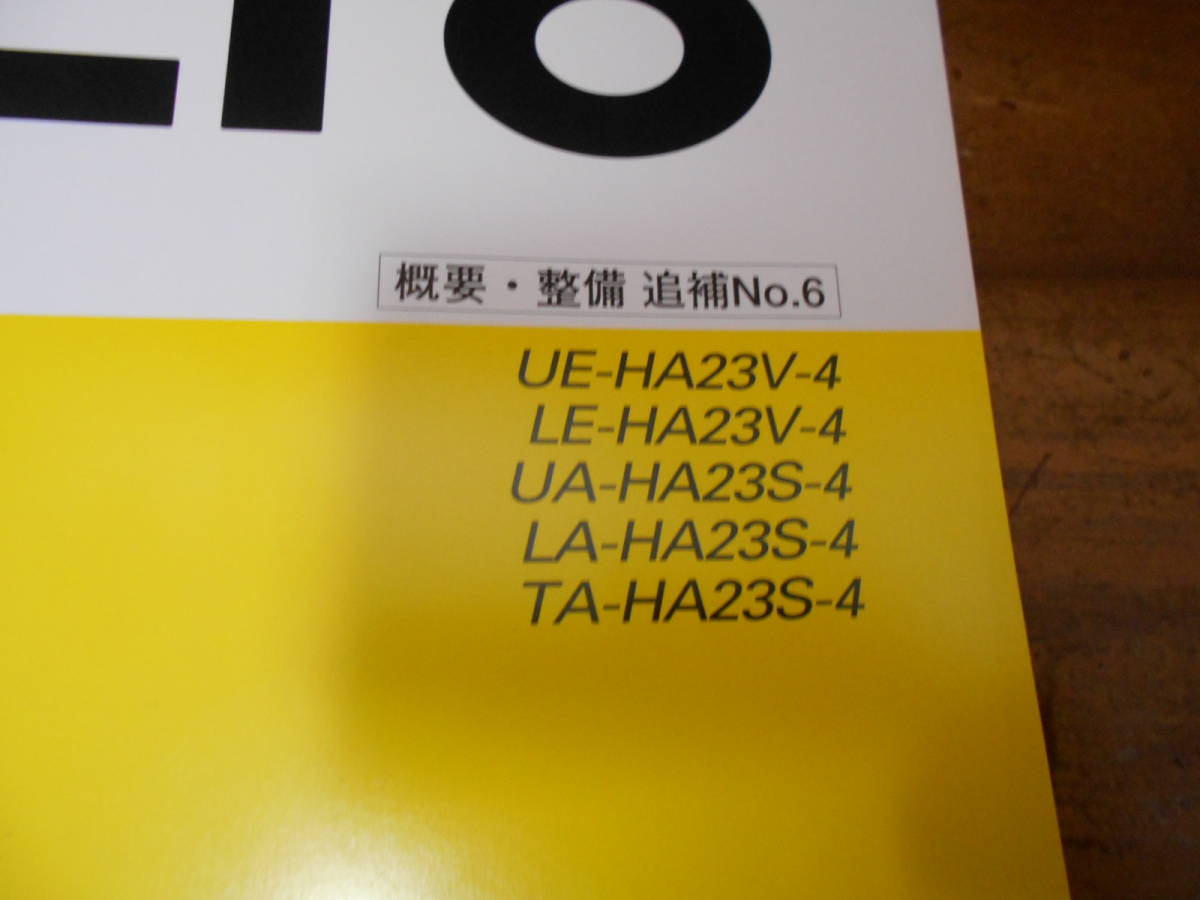 LTO
概要・整備 追補No.6
UE-HA23V-4
LE-HA23V-4
UA-HA23S-4
LA-HA23S-4
TA-HA23S-4